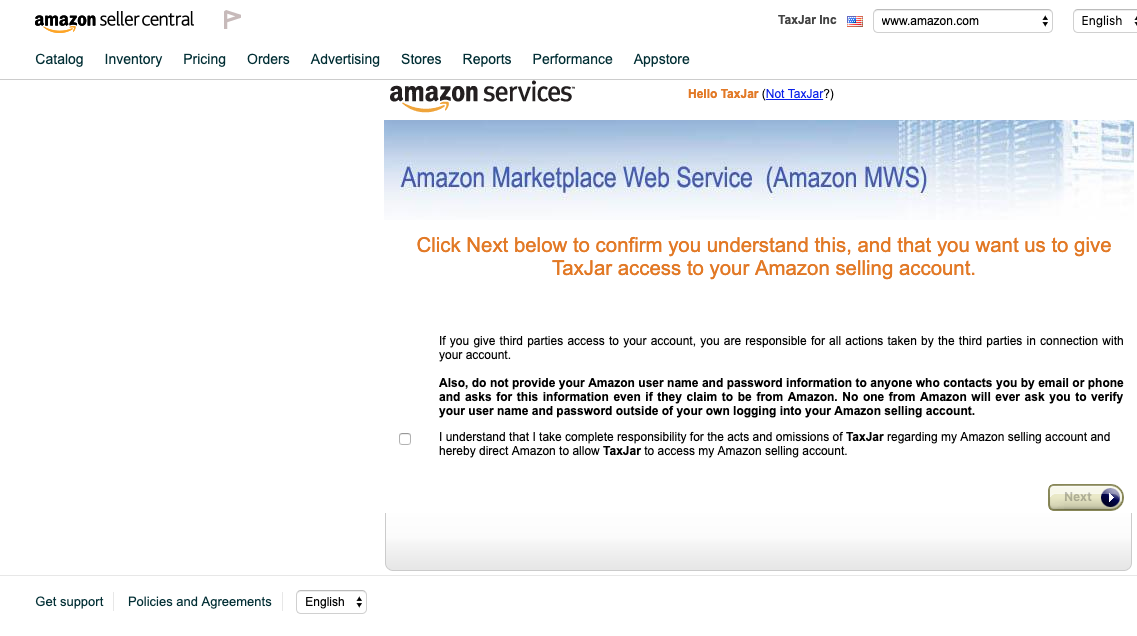 amazon seller central
TaxJar Inc www.amazon.com English
Catalog Inventory Pricing Orders Advertising Stores Reports Performance Appstore
amazon services
Hello TaxJar (Not TaxJar?)
Amazon Marketplace Web Service (Amazon MWS)
Click Next below to confirm you understand this, and that you want us to give
TaxJar access to your Amazon selling account.
If you give third parties access to your account, you are responsible for all actions taken by the third parties in connection with
your account.
Also, do not provide your Amazon user name and password information to anyone who contacts you by email or phone
and asks for this information even if they claim to be from Amazon. No one from Amazon will ever ask you to verify
your user name and password outside of your own logging into your Amazon selling account.
I understand that I take complete responsibility for the acts and omissions of TaxJar regarding my Amazon selling account and
hereby direct Amazon to allow TaxJar to access my Amazon selling account.
Next
Get support Policies and Agreements English